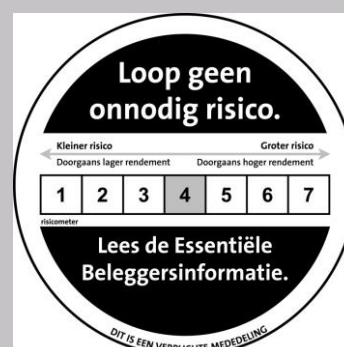 Loop geen
onnodig risico.
Kleiner risico Groter risico
Doorgaans lager rendement Doorgaans hoger rendement
1 2 3 4 5 6 7
risicometer
Lees de Essentiële
Beleggersinformatie.
DIT IS EEN VERPLICHTE MEDEDELING